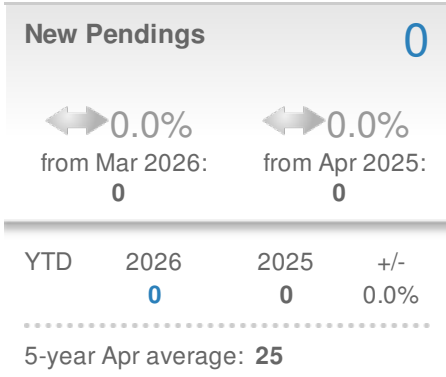 New Pendings 0
0.0% 0.0%
from Mar 2026: from Apr 2025:
0 0
YTD 2026 2025 +/-
0 0 0.0%
5-year Apr average: 25